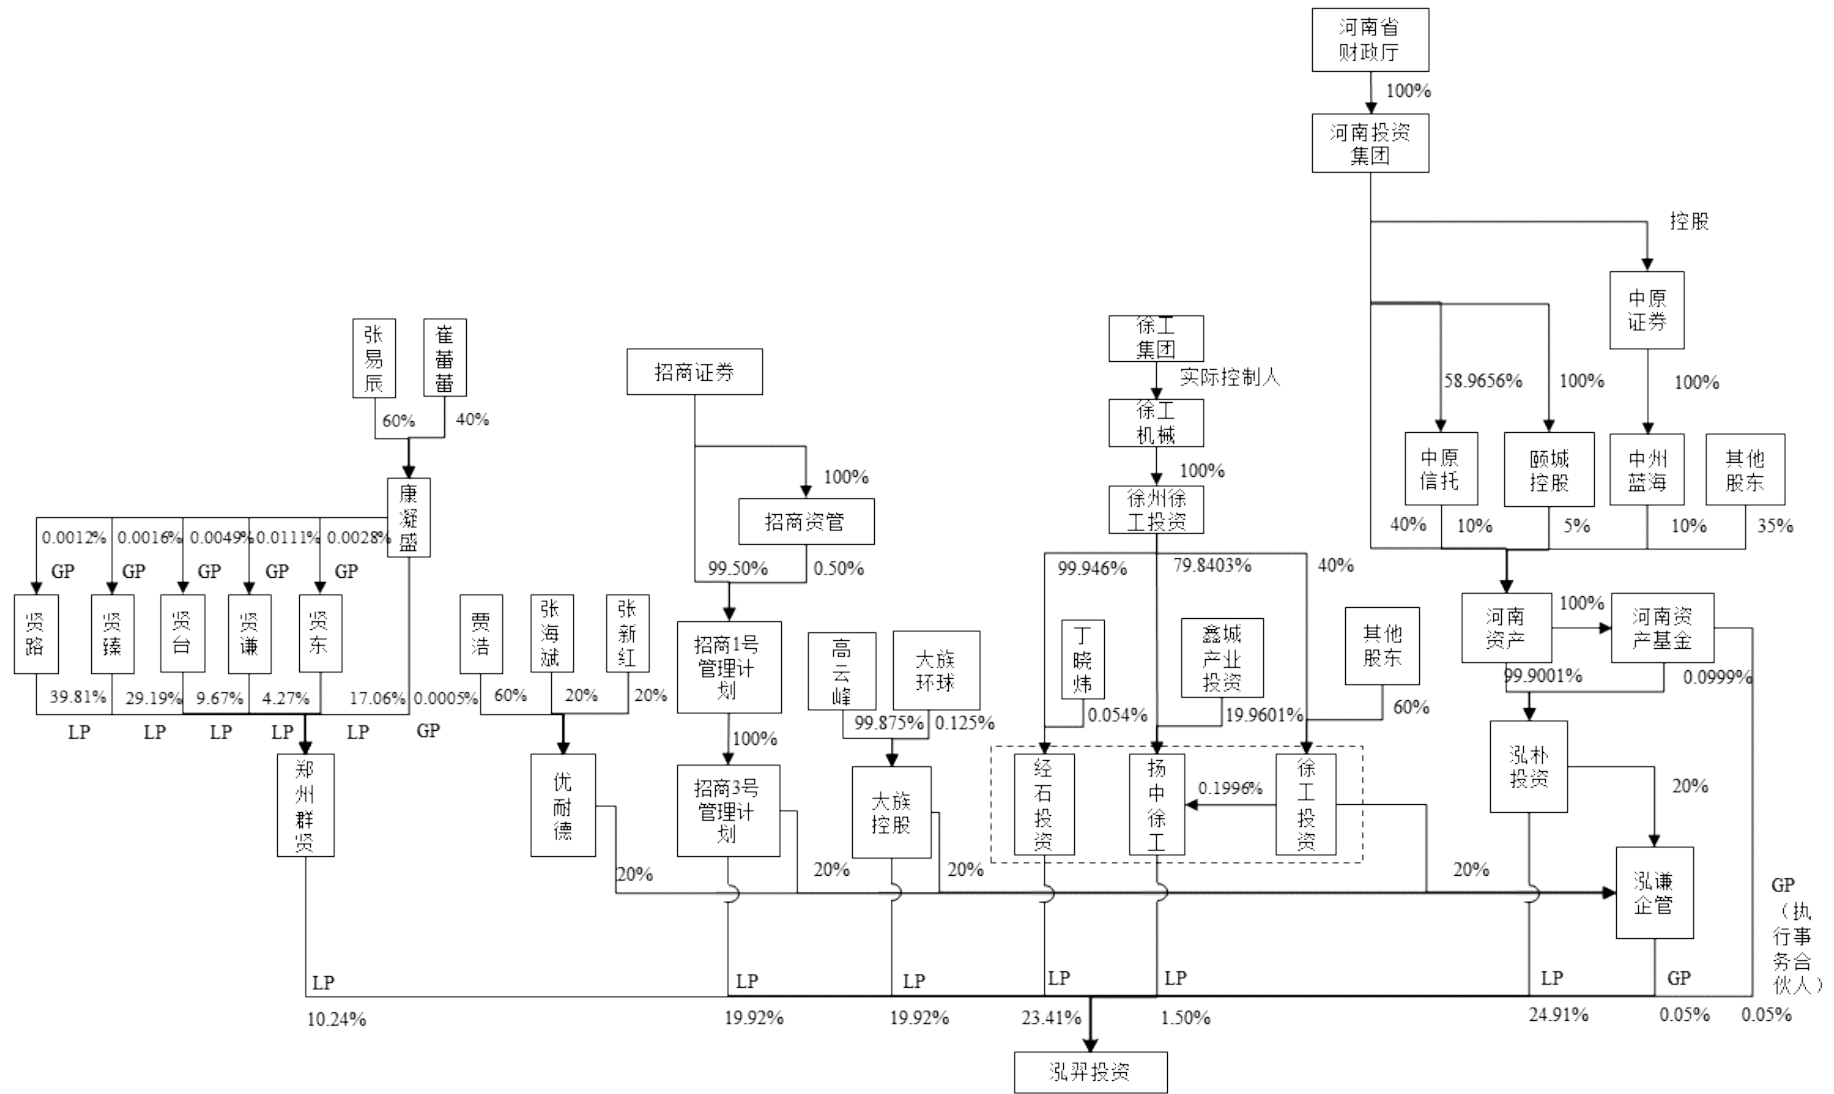 河南省
财政厅
100%
河南投资
集团
控股
中原
证券
58.9656%
100%
100%
中原
信托
颐城
控股
中州
蓝海
其他
股东
40%
10%
5%
10%
35%
河南
资产
100%
河南资
产基金
99.9001%
0.0999%
泓朴
投资
20%
泓谦
企管
GP
（执
行事
务合
伙人）
徐工
集团
实际控制人
徐工
机械
100%
徐州徐
工投资
99.946%
79.8403%
40%
丁
晓
炜
鑫城
产业
投资
其他
股东
0.054%
19.9601%
60%
经
石
投
资
扬
中
徐
工
0.1996%
徐
工
投
资
20%
招商证券
100%
招商资管
99.50%
0.50%
招商1号
管理计
划
100%
招商3号
管理计
划
20%
高
云
峰
大族
环球
99.875%
0.125%
大族
控股
20%
张
易
辰
崔
蕾
蕾
60%
40%
康
凝
盛
0.0012%
0.0016%
0.0049%
0.0111%
0.0028%
GP
GP
GP
GP
GP
贤
路
贤
臻
贤
台
贤
谦
贤
东
39.81%
29.19%
9.67%
4.27%
17.06%
0.0005%
LP
LP
LP
LP
LP
GP
郑
州
群
贤
贾
浩
张
海
斌
张
新
红
60%
20%
20%
优
耐
德
20%
LP
LP
LP
LP
LP
LP
GP
10.24%
19.92%
19.92%
23.41%
1.50%
24.91%
0.05%
0.05%
泓羿投资